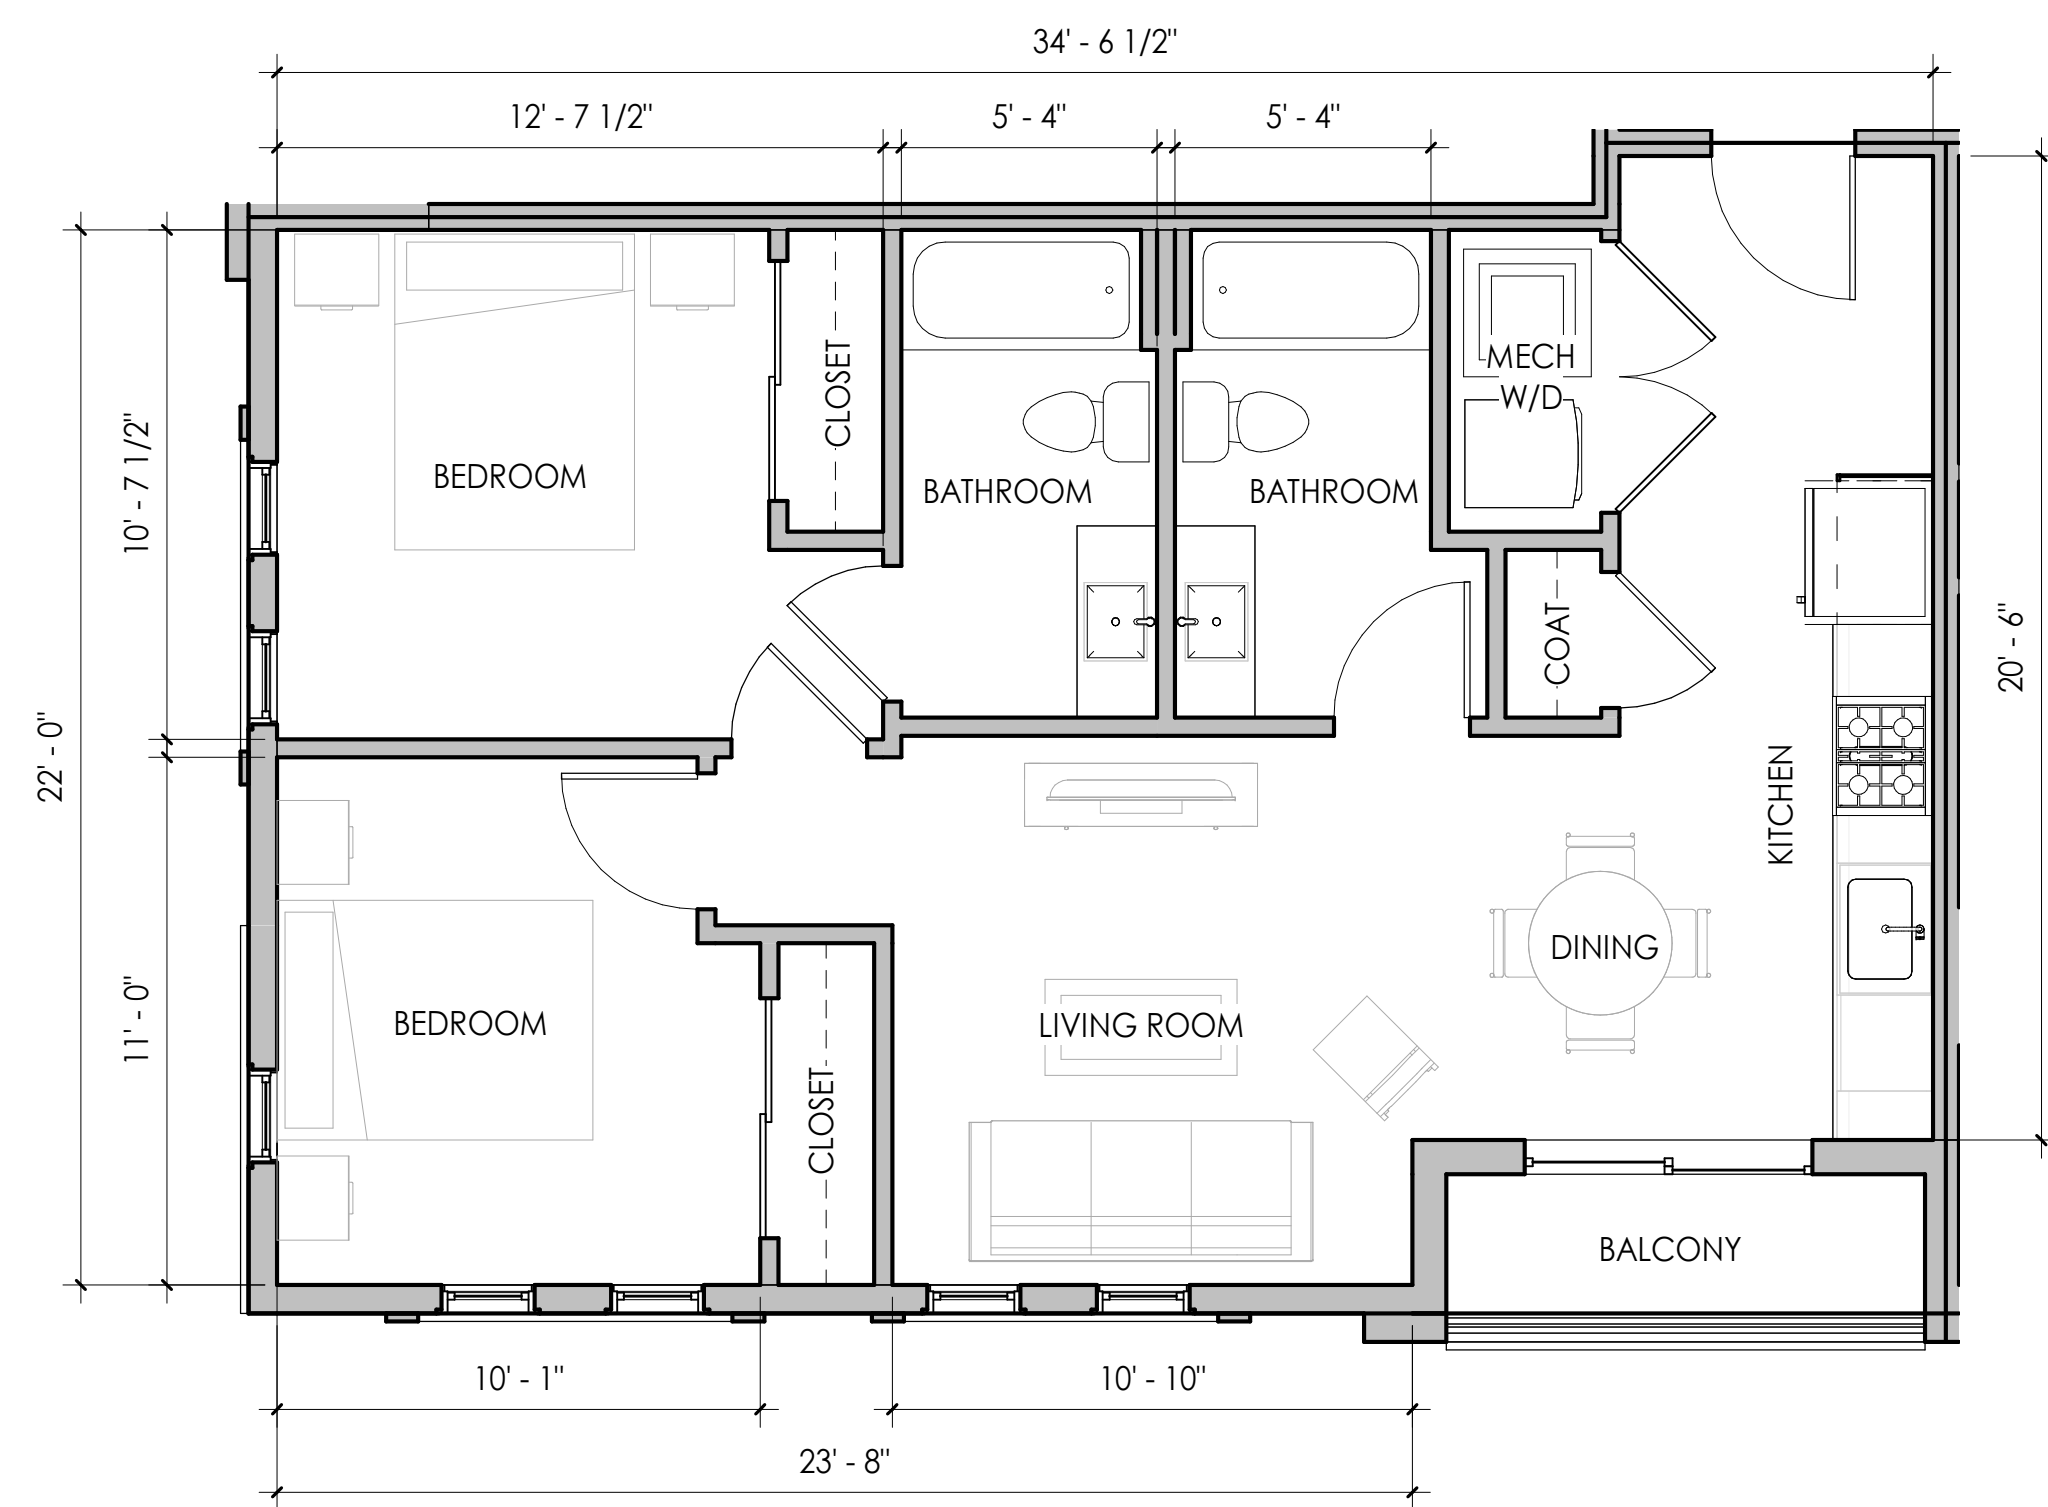 34' - 6 1/2"
12' - 7 1/2"
5' - 4"
5' - 4"
MECH
W/D
CLOSET
10' - 7 1/2"
BEDROOM
BATHROOM
BATHROOM
COAT
20' - 6"
22' - 0"
KITCHEN
DINING
11' - 0"
BEDROOM
LIVING ROOM
CLOSET
BALCONY
10' - 1"
10' - 10"
23' - 8"